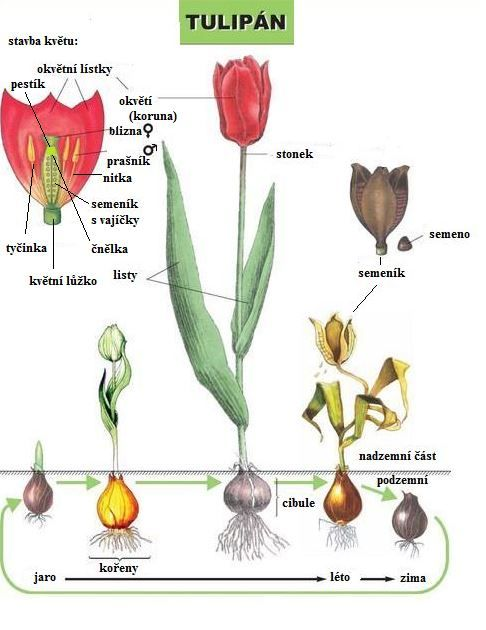 TULIPÁN
stavba květu:
okvětní lístky
pestík
okvětí
(koruna)
blizna♀
♂
prašník
nitka
stonek
semeník
s vajíčky
tyčinka
čnělka
květní lůžko
listy
semeno
semeník
nadzemní část
podzemní
cibule
kořeny
jaro
léto
zima